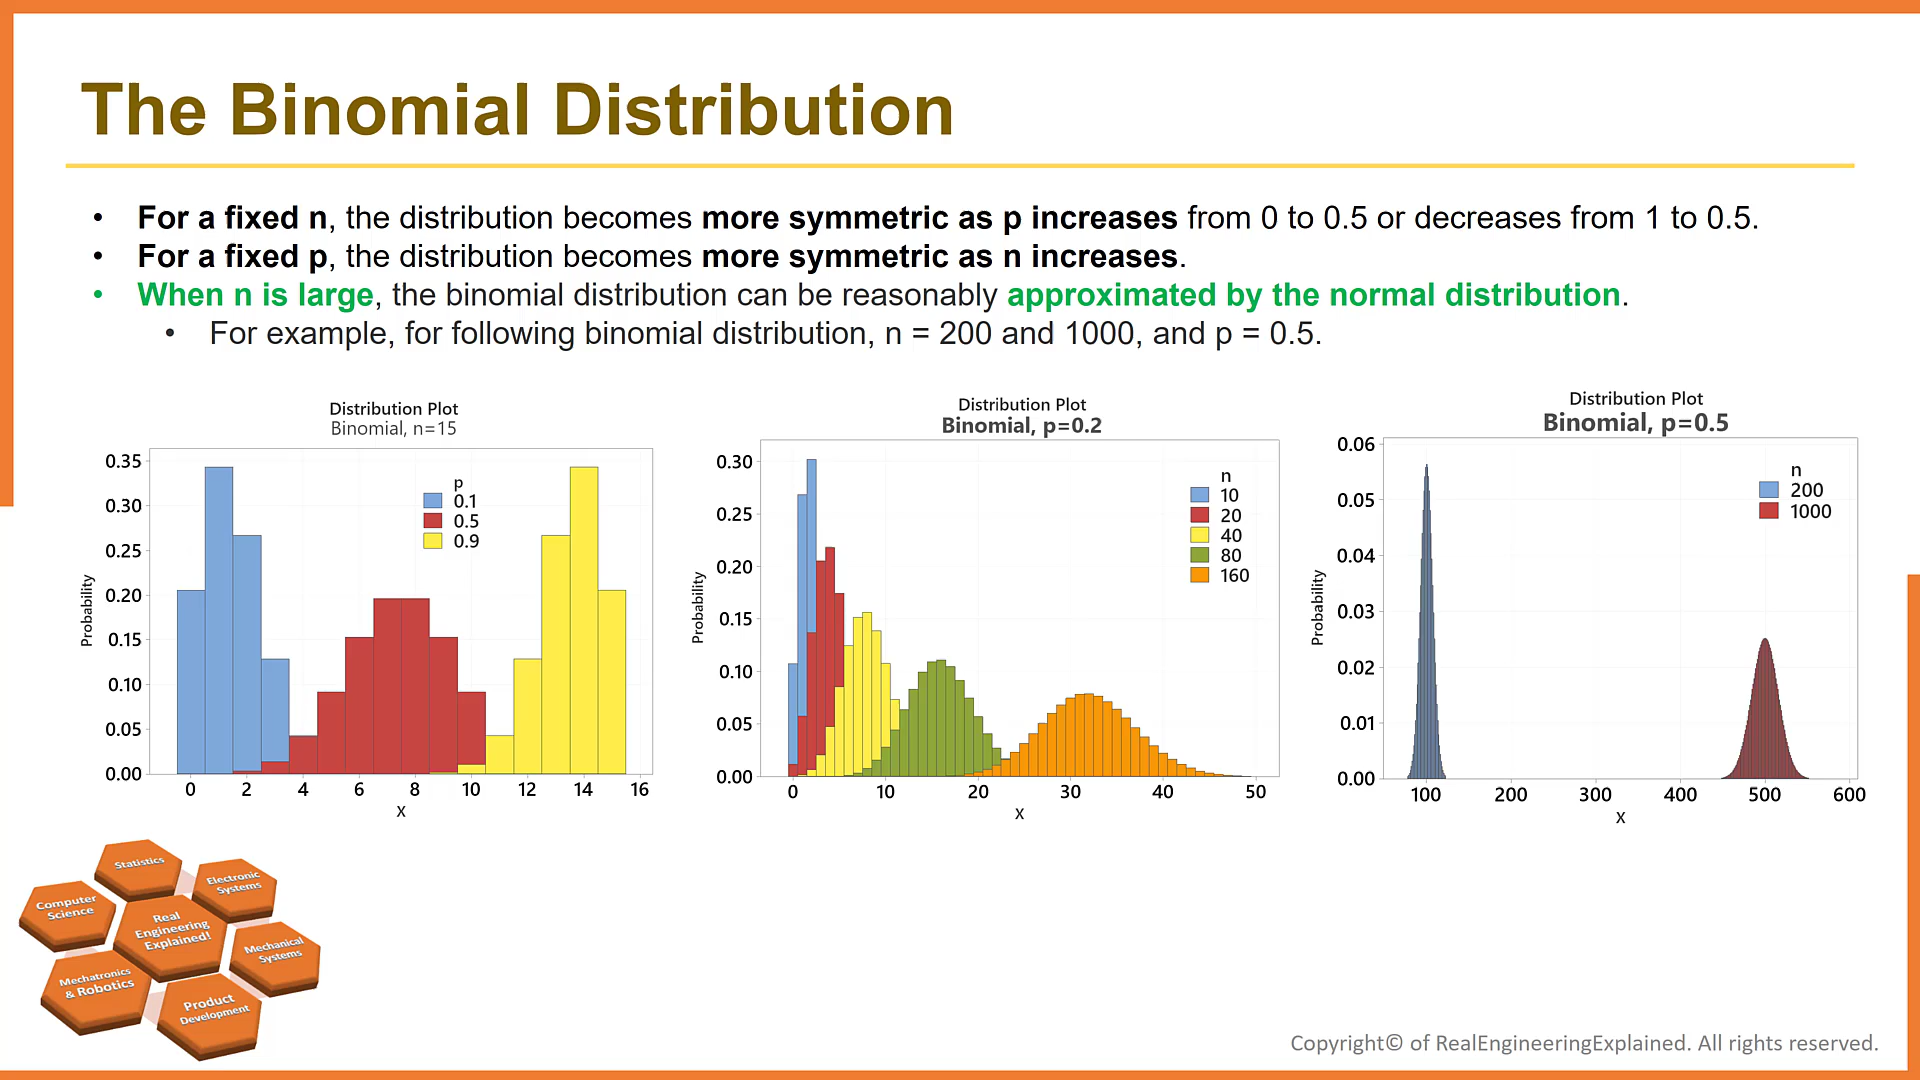 The Binomial Distribution
• For a fixed n, the distribution becomes more symmetric as p increases from 0 to 0.5 or decreases from 1 to 0.5.
• For a fixed p, the distribution becomes more symmetric as n increases.
• When n is large, the binomial distribution can be reasonably approximated by the normal distribution.
• For example, for following binomial distribution, n = 200 and 1000, and p = 0.5.
Distribution Plot
Binomial, n=15
Probability
0.35
0.30
0.25
0.20
0.15
0.10
0.05
0.00
p
0.1
0.5
0.9
0 2 4 6 8 10 12 14 16
X
Distribution Plot
Binomial, p=0.2
Probability
0.30
0.25
0.20
0.15
0.10
0.05
0.00
n
10
20
40
80
160
0 10 20 30 40 50
X
Distribution Plot
Binomial, p=0.5
Probability
0.06
0.05
0.04
0.03
0.02
0.01
0.00
n
200
1000
100 200 300 400 500 600
X
Statistics
Electronic
Systems
Computer
Science
Real
Engineering
Explained!
Mechanical
Systems
Mechatronics
& Robotics
Product
Development
Copyright© of RealEngineeringExplained. All rights reserved.